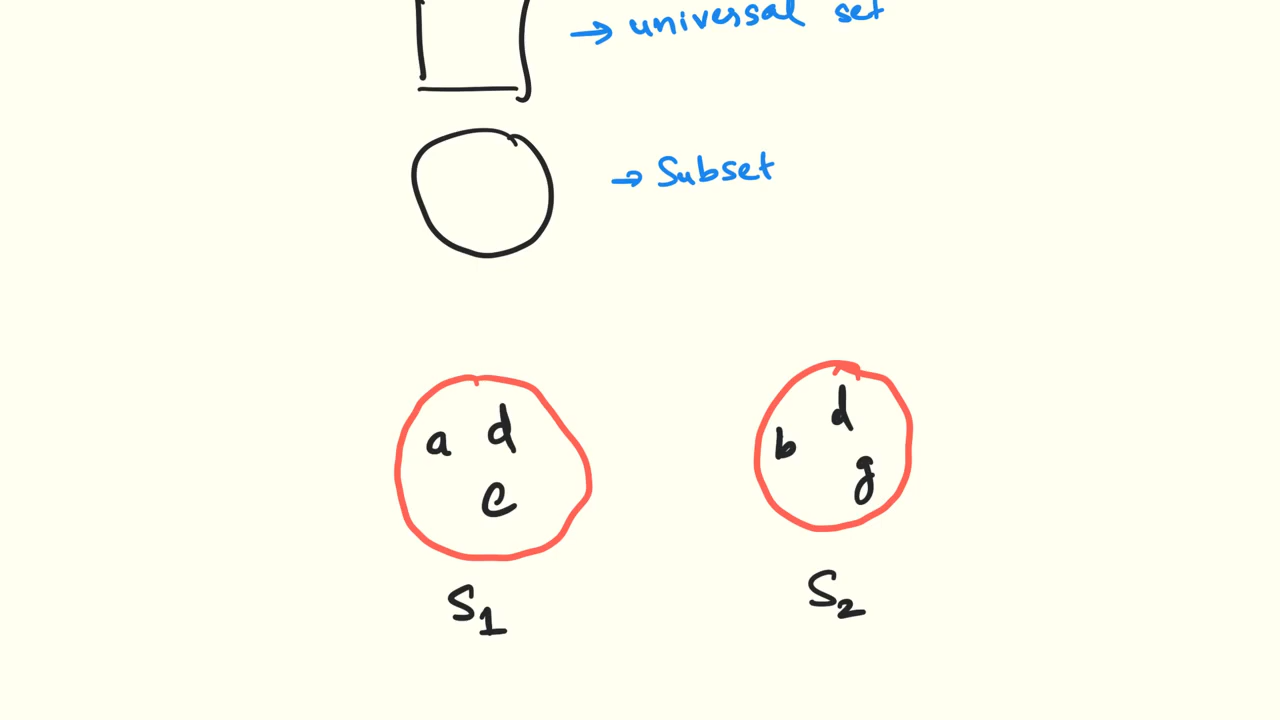 → universal set
→ Subset
a d
c
b d
g
S1
S2